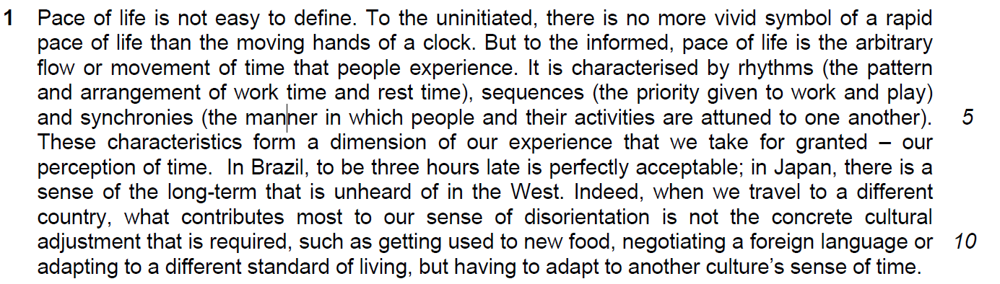 1 Pace of life is not easy to define. To the uninitiated, there is no more vivid symbol of a rapid
pace of life than the moving hands of a clock. But to the informed, pace of life is the arbitrary
flow or movement of time that people experience. It is characterised by rhythms (the pattern
and arrangement of work time and rest time), sequences (the priority given to work and play)
and synchronies (the manner in which people and their activities are attuned to one another). 5
These characteristics form a dimension of our experience that we take for granted – our
perception of time.  In Brazil, to be three hours late is perfectly acceptable; in Japan, there is a
sense of the long-term that is unheard of in the West. Indeed, when we travel to a different
country, what contributes most to our sense of disorientation is not the concrete cultural
adjustment that is required, such as getting used to new food, negotiating a foreign language or 10
adapting to a different standard of living, but having to adapt to another culture’s sense of time.